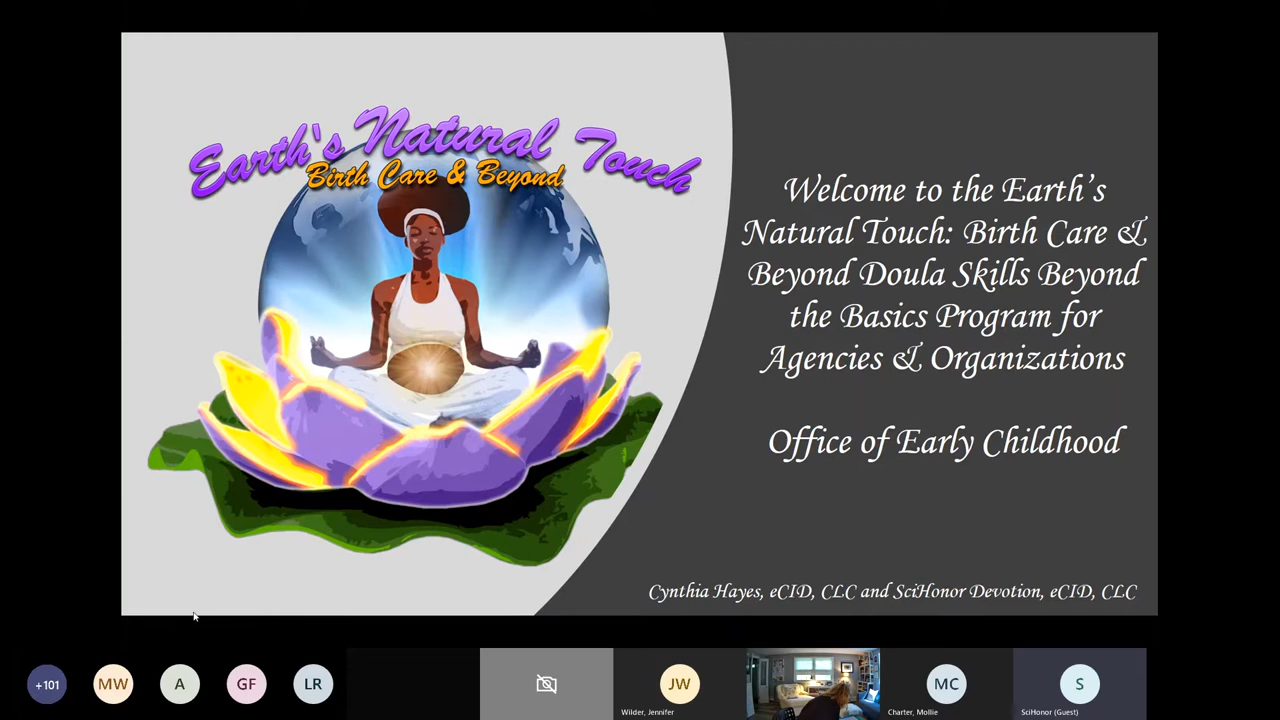 Earth's Natural Touch
Birth Care & Beyond
Welcome to the Earth’s
Natural Touch: Birth Care &
Beyond Doula Skills Beyond
the Basics Program for
Agencies & Organizations
Office of Early Childhood
Cynthia Hayes, eCID, CLC and SciHonor Devotion, eCID, CLC
+101
MW
A
GF
LR
JW
Wilder, Jennifer
MC
Charter, Mollie
S
SciHonor (Guest)